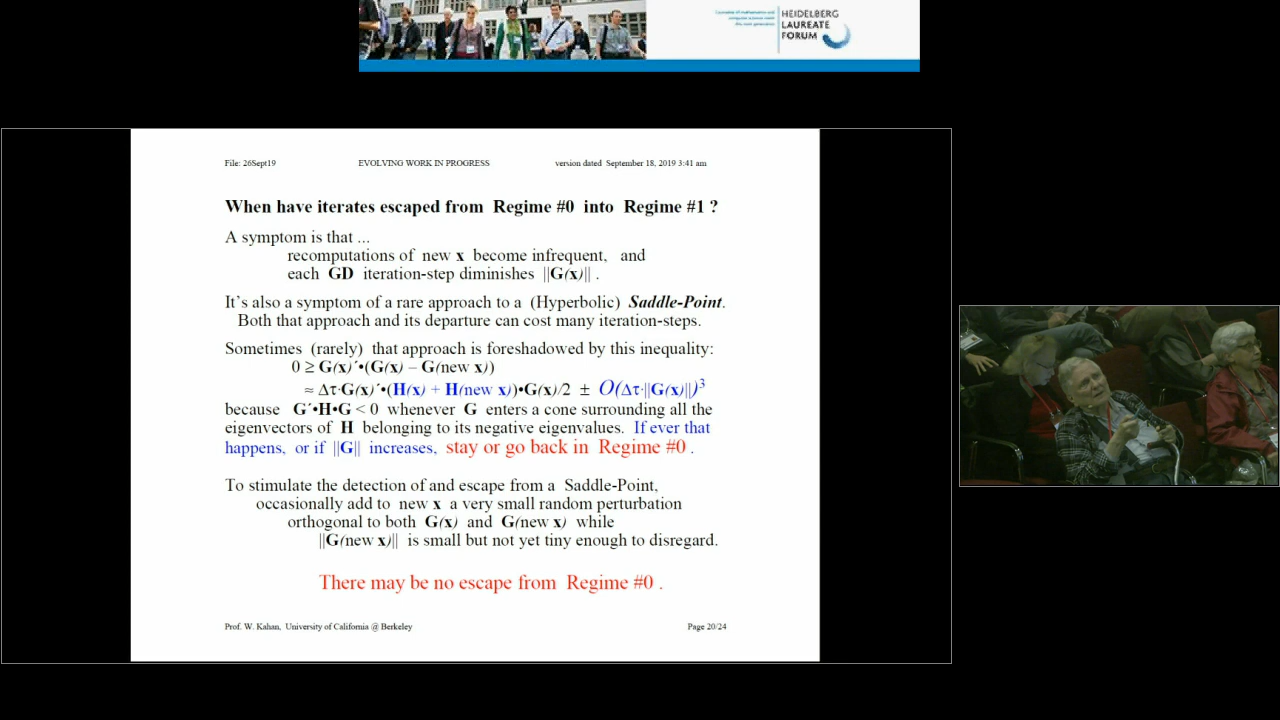 HEIDELBERG
LAUREATE
FORUM
File: 26Sept19 EVOLVING WORK IN PROGRESS version dated September 18, 2019 3:41 am
When have iterates escaped from Regime #0 into Regime #1 ?
A symptom is that ...
recomputations of new x become infrequent, and
each GD iteration-step diminishes ||G(x)|| .
It's also a symptom of a rare approach to a (Hyperbolic) Saddle-Point.
Both that approach and its departure can cost many iteration-steps.
Sometimes (rarely) that approach is foreshadowed by this inequality:
0 ≥ G(x)´•(G(x) – G(new x))
≈ Δτ·G(x)´•(H(x) + H(new x))•G(x)/2 ± O(Δτ·||G(x)||)³
because G´•H•G < 0 whenever G enters a cone surrounding all the
eigenvectors of H belonging to its negative eigenvalues. If ever that
happens, or if ||G|| increases, stay or go back in Regime #0 .
To stimulate the detection of and escape from a Saddle-Point,
occasionally add to new x a very small random perturbation
orthogonal to both G(x) and G(new x) while
||G(new x)|| is small but not yet tiny enough to disregard.
There may be no escape from Regime #0 .
Prof. W. Kahan, University of California @ Berkeley Page 20/24